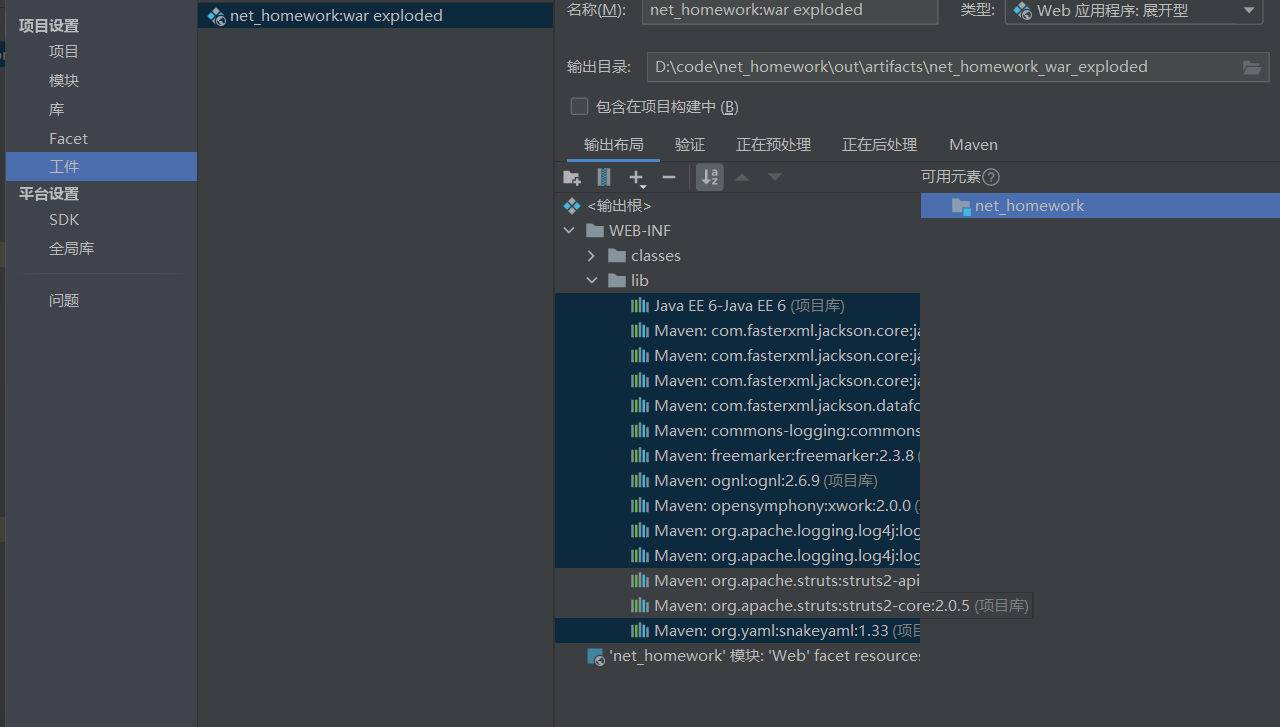 项目设置
项目
模块
库
Facet
工件
平台设置
SDK
全局库
问题
net_homework:war exploded
名称(M): net_homework:war exploded 类型: Web 应用程序: 展开型
输出目录: D:\code\net_homework\out\artifacts\net_homework_war_exploded
包含在项目构建中 (B)
输出布局 验证 正在预处理 正在后处理 Maven
可用元素
<输出根>
net_homework
WEB-INF
classes
lib
Java EE 6-Java EE 6 (项目库)
Maven: com.fasterxml.jackson.core:ja
Maven: com.fasterxml.jackson.core:ja
Maven: com.fasterxml.jackson.core:ja
Maven: com.fasterxml.jackson.datafo
Maven: commons-logging:commons
Maven: freemarker:freemarker:2.3.8 (
Maven: ognl:ognl:2.6.9 (项目库)
Maven: opensymphony:xwork:2.0.0 (
Maven: org.apache.logging.log4j:log
Maven: org.apache.logging.log4j:log
Maven: org.apache.struts:struts2-api
Maven: org.apache.struts:struts2-core:2.0.5 (项目库)
Maven: org.yaml:snakeyaml:1.33 (项目
'net_homework' 模块: 'Web' facet resources